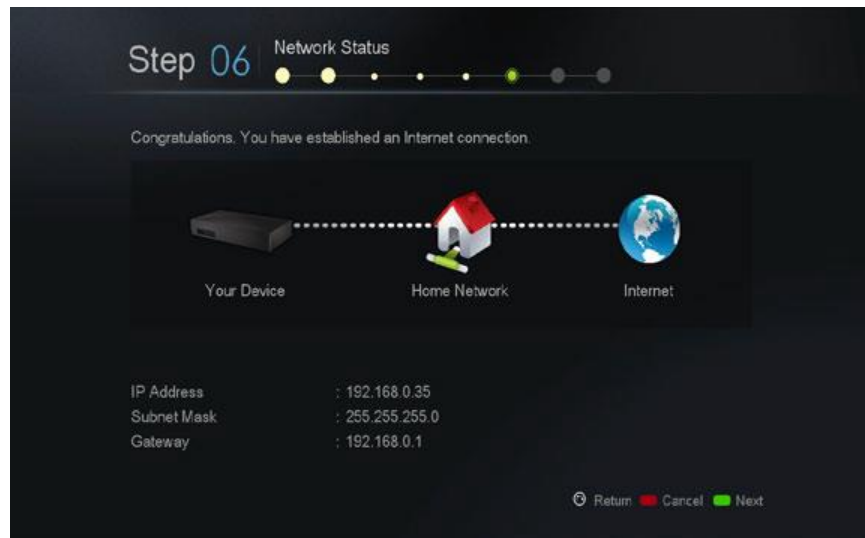 Step 06
Network Status
Congratulations. You have established an Internet connection.
Your Device
Home Network
Internet
IP Address : 192.168.0.35
Subnet Mask : 255.255.255.0
Gateway : 192.168.0.1
Return Cancel Next